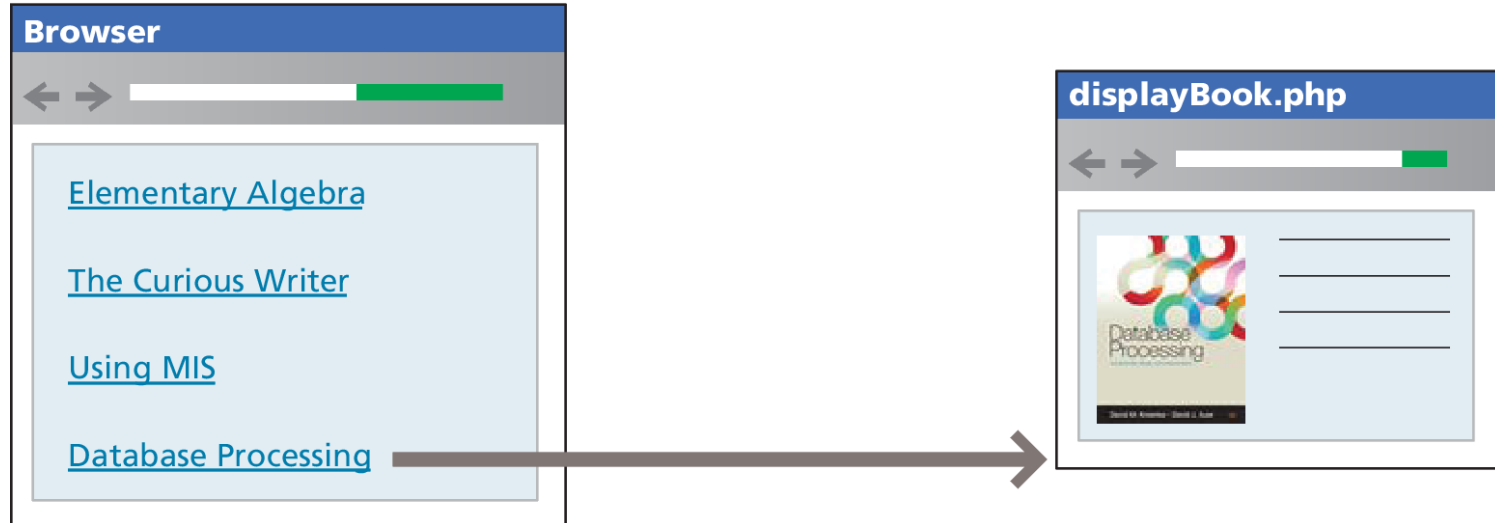 Browser
Elementary Algebra
The Curious Writer
Using MIS
Database Processing
displayBook.php
Database
Processing